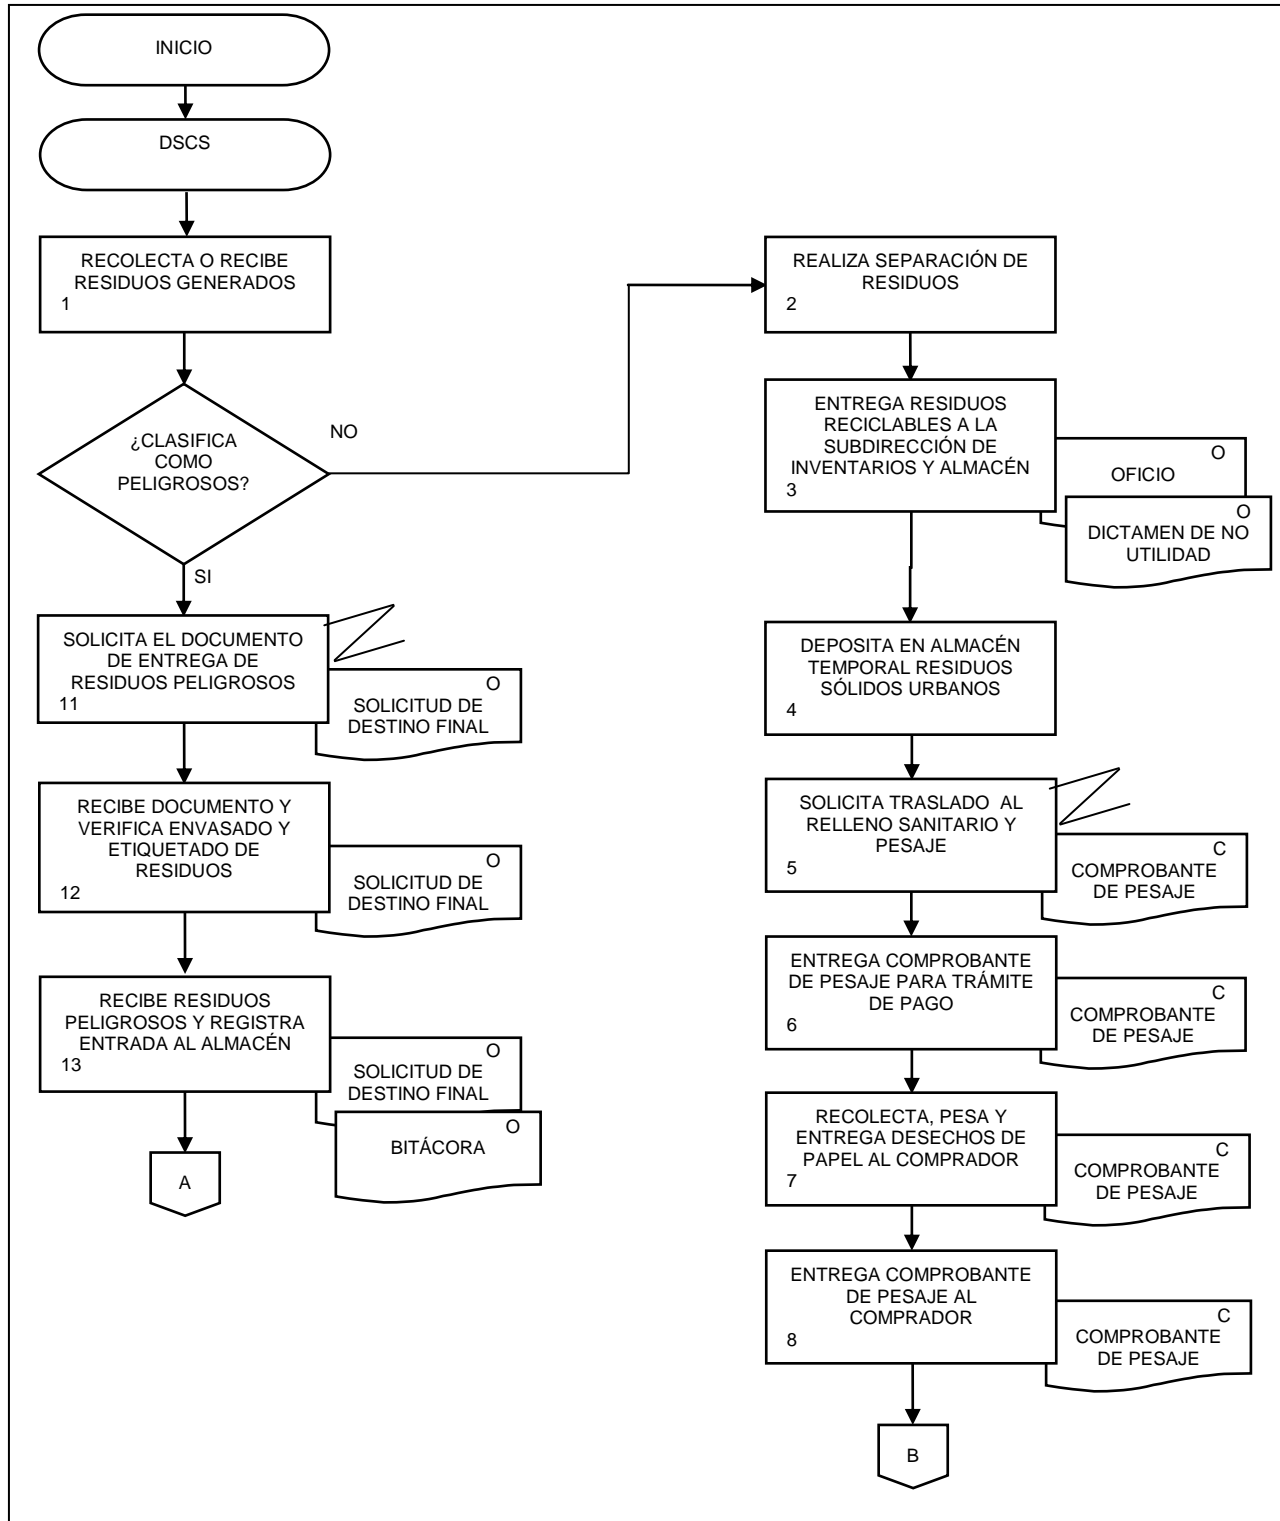 INICIO
DSCS
RECOLECTA O RECIBE
RESIDUOS GENERADOS
1
¿CLASIFICA
COMO
PELIGROSOS?
NO
SI
SOLICITA EL DOCUMENTO
DE ENTREGA DE
RESIDUOS PELIGROSOS
11
O
SOLICITUD DE
DESTINO FINAL
RECIBE DOCUMENTO Y
VERIFICA ENVASADO Y
ETIQUETADO DE
RESIDUOS
12
O
SOLICITUD DE
DESTINO FINAL
RECIBE RESIDUOS
PELIGROSOS Y REGISTRA
ENTRADA AL ALMACÉN
13
O
SOLICITUD DE
DESTINO FINAL
O
BITÁCORA
A
REALIZA SEPARACIÓN DE
RESIDUOS
2
ENTREGA RESIDUOS
RECICLABLES A LA
SUBDIRECCIÓN DE
INVENTARIOS Y ALMACÉN
3
O
OFICIO
O
DICTAMEN DE NO
UTILIDAD
DEPOSITA EN ALMACÉN
TEMPORAL RESIDUOS
SÓLIDOS URBANOS
4
SOLICITA TRASLADO AL
RELLENO SANITARIO Y
PESAJE
5
C
COMPROBANTE
DE PESAJE
ENTREGA COMPROBANTE
DE PESAJE PARA TRÁMITE
DE PAGO
6
C
COMPROBANTE
DE PESAJE
RECOLECTA, PESA Y
ENTREGA DESECHOS DE
PAPEL AL COMPRADOR
7
C
COMPROBANTE
DE PESAJE
ENTREGA COMPROBANTE
DE PESAJE AL
COMPRADOR
8
C
COMPROBANTE
DE PESAJE
B